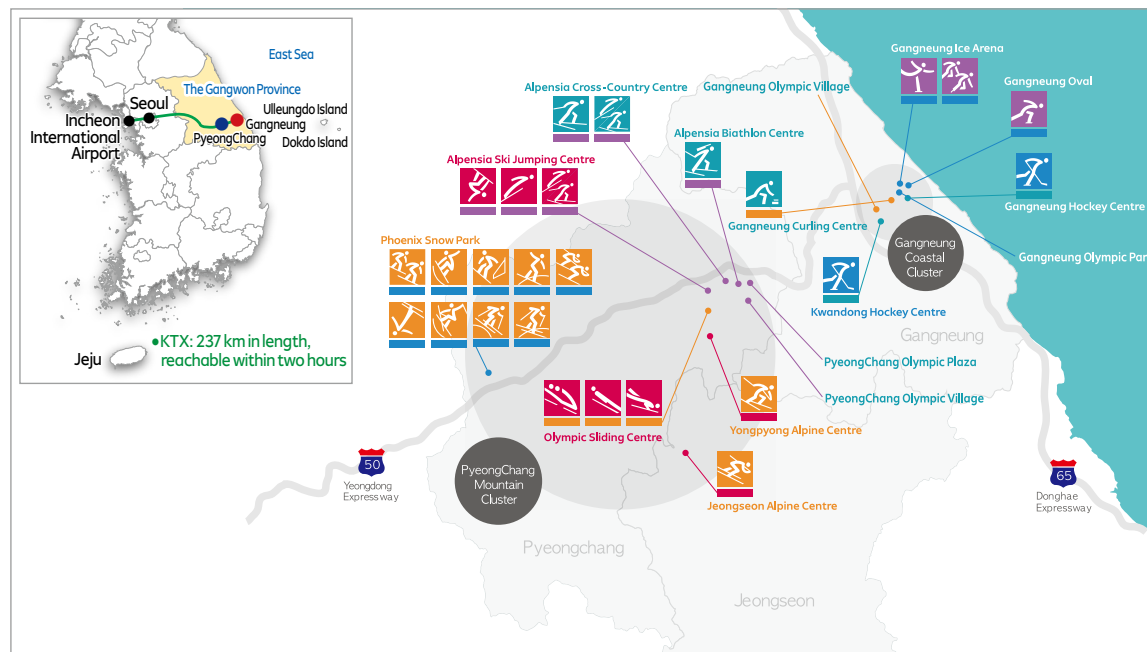 East Sea
The Gangwon Province
Seoul
Incheon
International
Airport
PyeongChang
Ulleungdo Island
Gangneung
Dokdo Island
•KTX: 237 km in length,
reachable within two hours
Jeju
Alpensia Cross-Country Centre
Gangneung Olympic Village
Gangneung Ice Arena
Gangneung Oval
Alpensia Biathlon Centre
Alpensia Ski Jumping Centre
Gangneung Hockey Centre
Gangneung Curling Centre
Phoenix Snow Park
Gangneung
Coastal
Cluster
Gangneung Olympic Par
Kwandong Hockey Centre
Gangneung
PyeongChang Olympic Plaza
PyeongChang Olympic Village
Yongpyong Alpine Centre
Olympic Sliding Centre
50
Yeongdong
Expressway
PyeongChang
Mountain
Cluster
65
Donghae
Expressway
Jeongseon Alpine Centre
Pyeongchang
Jeongseon